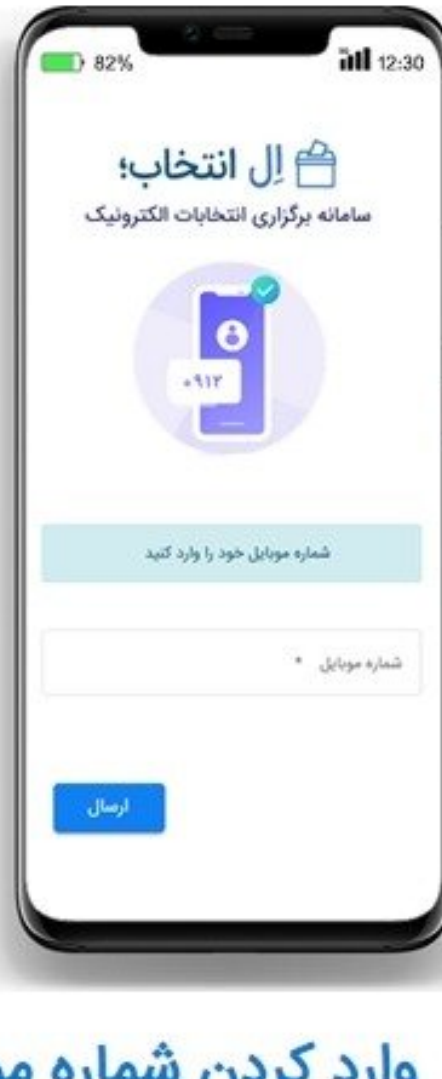 82% 12:30
اِل انتخاب؛
سامانه برگزاری انتخابات الکترونیک
۰۹۱۲
شماره موبایل خود را وارد کنید
شماره موبایل *
ارسال
وارد کردن شماره